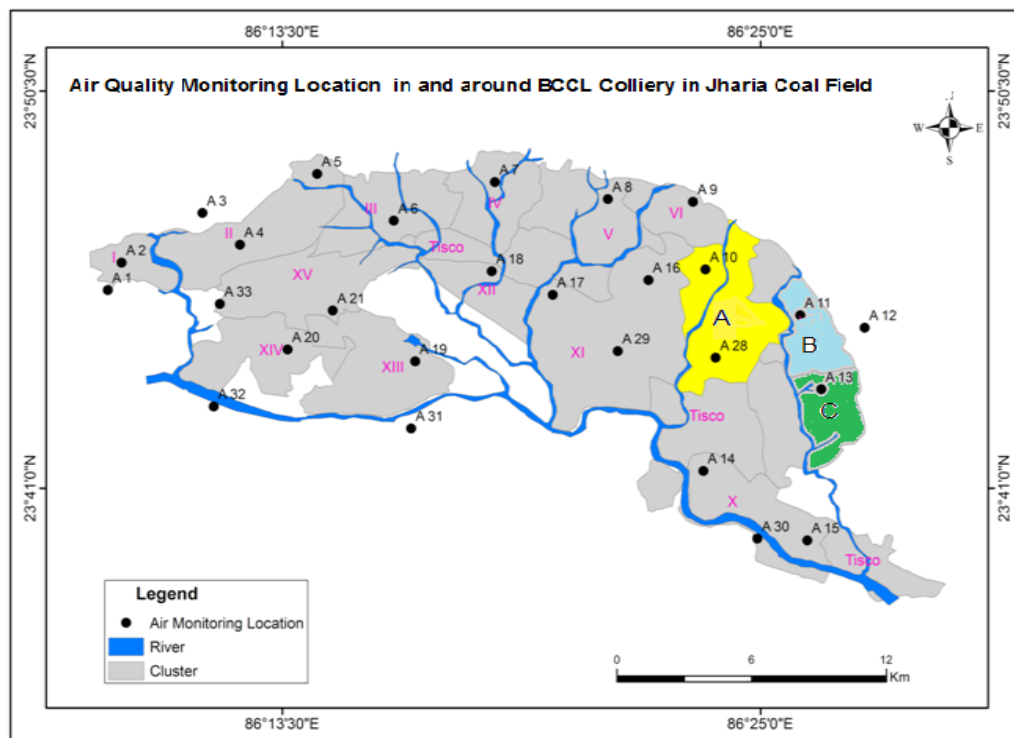 86°13'30"E 86°25'0"E
Air Quality Monitoring Location in and around BCCL Colliery in Jharia Coal Field
23°50'30"N 23°50'30"N
W E
S
A 5
A 7
A 8
A 9
A 3
A 6
III
IV
VI
II
A 4
V
Tisco
I
A 2
A 18
A 16
A 10
XV
A 1
XII
A 17
A 33
A 21
A
A 11
A 12
B
XIV
A 20
XIII
A 19
XI
A 29
A 28
A 13
A 32
A 31
Tisco
C
A 14
23°41'0"N 23°41'0"N
X
A 30
A 15
Tisco
Legend
Air Monitoring Location
River
Cluster
0 6 12
Km
86°13'30"E 86°25'0"E